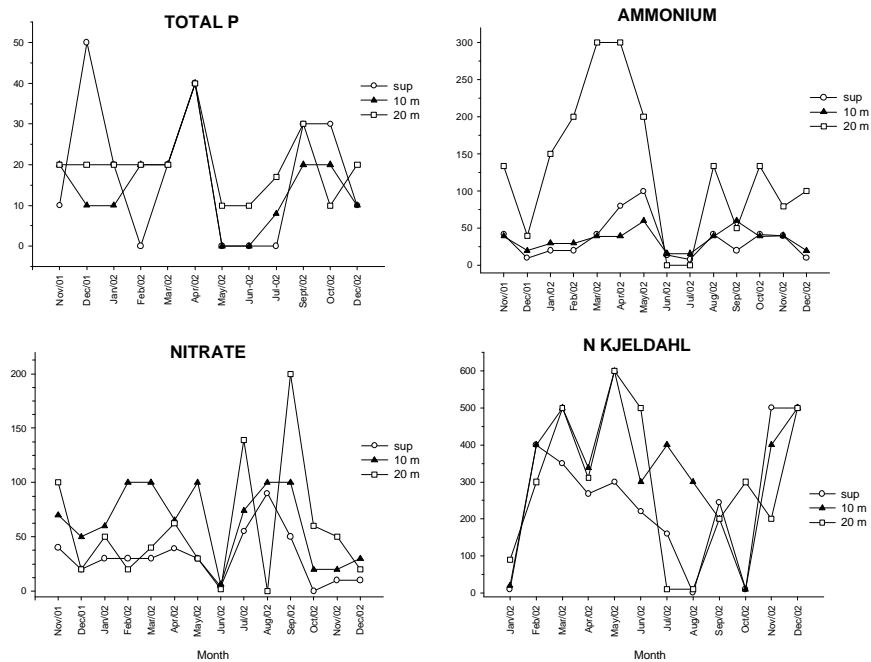 TOTAL P
50
40
30
20
10
0
sup
10 m
20 m
Nov/01
Dec/01
Jan/02
Feb/02
Mar/02
Apr/02
May/02
Jun-02
Jul-02
Sept/02
Oct/02
Dec/02
AMMONIUM
300
250
200
150
100
50
0
sup
10 m
20 m
Nov/01
Dec/01
Jan/02
Feb/02
Mar/02
Apr/02
May/02
Jun/02
Jul/02
Aug/02
Sep/02
Oct/02
Nov/02
Dec/02
NITRATE
200
150
100
50
0
sup
10 m
20 m
Nov/01
Dec/01
Jan/02
Feb/02
Mar/02
Apr/02
May/02
Jun/02
Jul/02
Aug/02
Sep/02
Oct/02
Nov/02
Dec/02
Month
N KJELDAHL
600
500
400
300
200
100
0
sup
10 m
20 m
Jan/02
Feb/02
Mar/02
Apr/02
May/02
Jun/02
Jul/02
Aug/02
Sep/02
Oct/02
Nov/02
Dec/02
Month